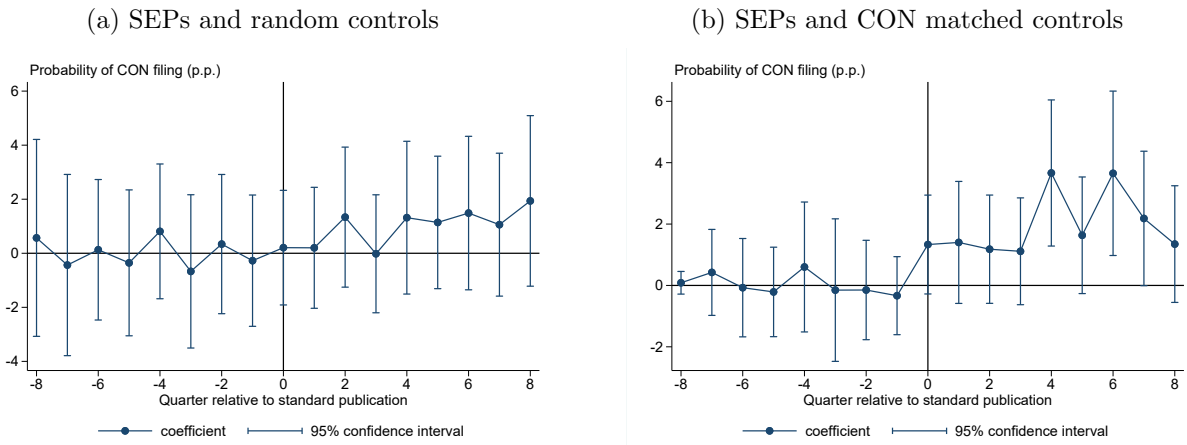 (a) SEPs and random controls
Probability of CON filing (p.p.)
6
4
2
0
-2
-4
-8 -6 -4 -2 0 2 4 6 8
Quarter relative to standard publication
coefficient 95% confidence interval
(b) SEPs and CON matched controls
Probability of CON filing (p.p.)
6
4
2
0
-2
-8 -6 -4 -2 0 2 4 6 8
Quarter relative to standard publication
coefficient 95% confidence interval